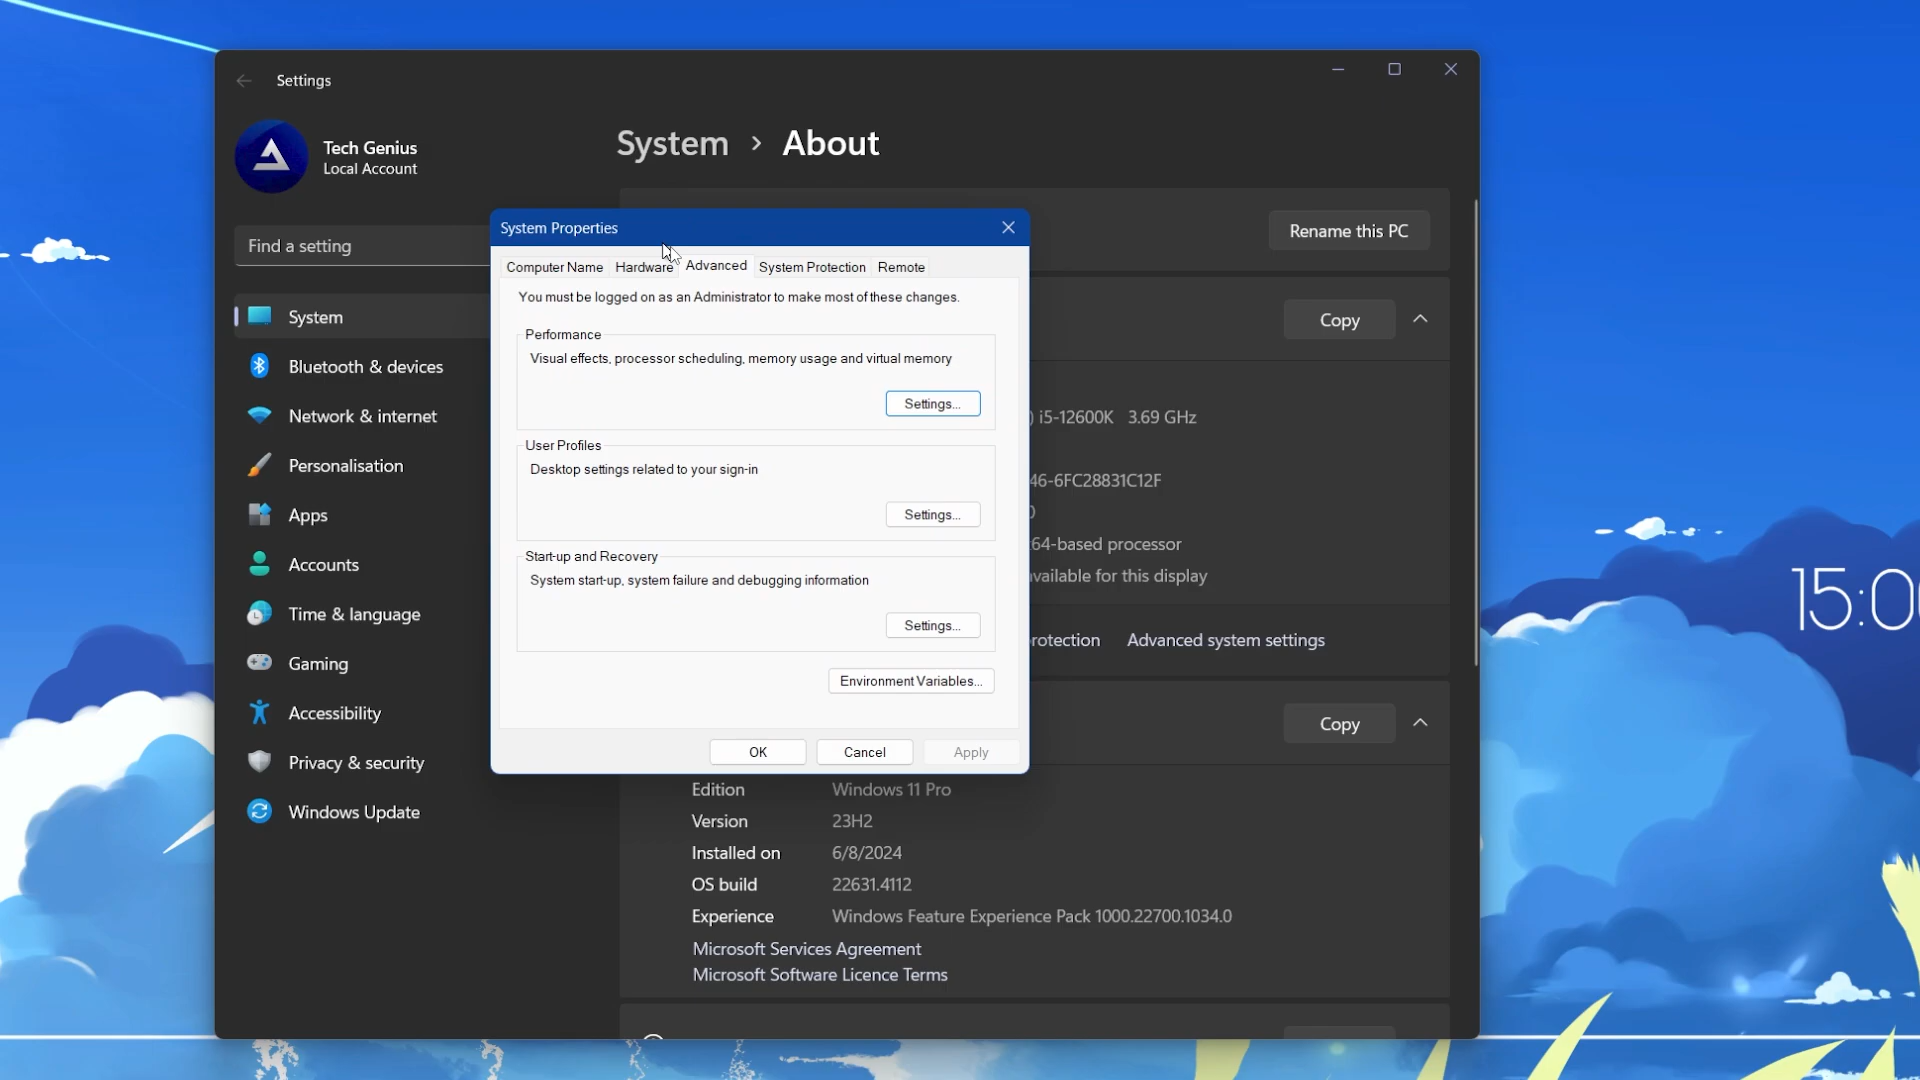 Settings
Tech Genius
Local Account
System > About
Find a setting
System
Bluetooth & devices
Network & internet
Personalisation
Apps
Accounts
Time & language
Gaming
Accessibility
Privacy & security
Windows Update
Rename this PC
Copy
System Properties
Computer Name Hardware Advanced System Protection Remote
You must be logged on as an Administrator to make most of these changes.
Performance
Visual effects, processor scheduling, memory usage and virtual memory
Settings...
User Profiles
Desktop settings related to your sign-in
Settings...
Start-up and Recovery
System start-up, system failure and debugging information
Settings...
Environment Variables...
OK Cancel Apply
) i5-12600K 3.69 GHz
46-6FC28831C12F
64-based processor
available for this display
rotection Advanced system settings
Copy
Edition Windows 11 Pro
Version 23H2
Installed on 6/8/2024
OS build 22631.4112
Experience Windows Feature Experience Pack 1000.22700.1034.0
Microsoft Services Agreement
Microsoft Software Licence Terms
15:0